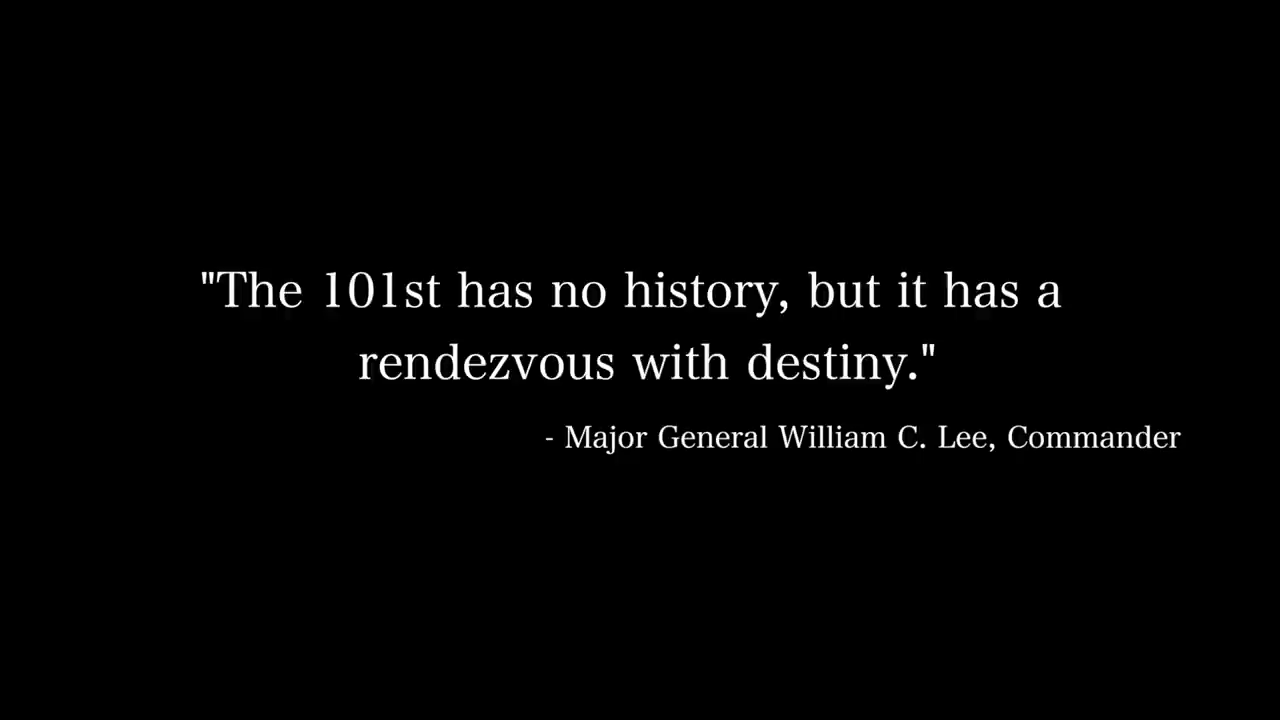 "The 101st has no history, but it has a
rendezvous with destiny."
- Major General William C. Lee, Commander